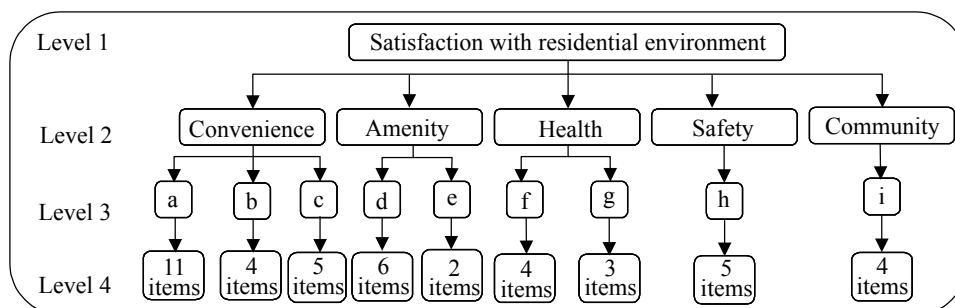 Level 1
Satisfaction with residential environment
Level 2
Convenience
Amenity
Health
Safety
Community
Level 3
a
b
c
d
e
f
g
h
i
Level 4
11
items
4
items
5
items
6
items
2
items
4
items
3
items
5
items
4
items